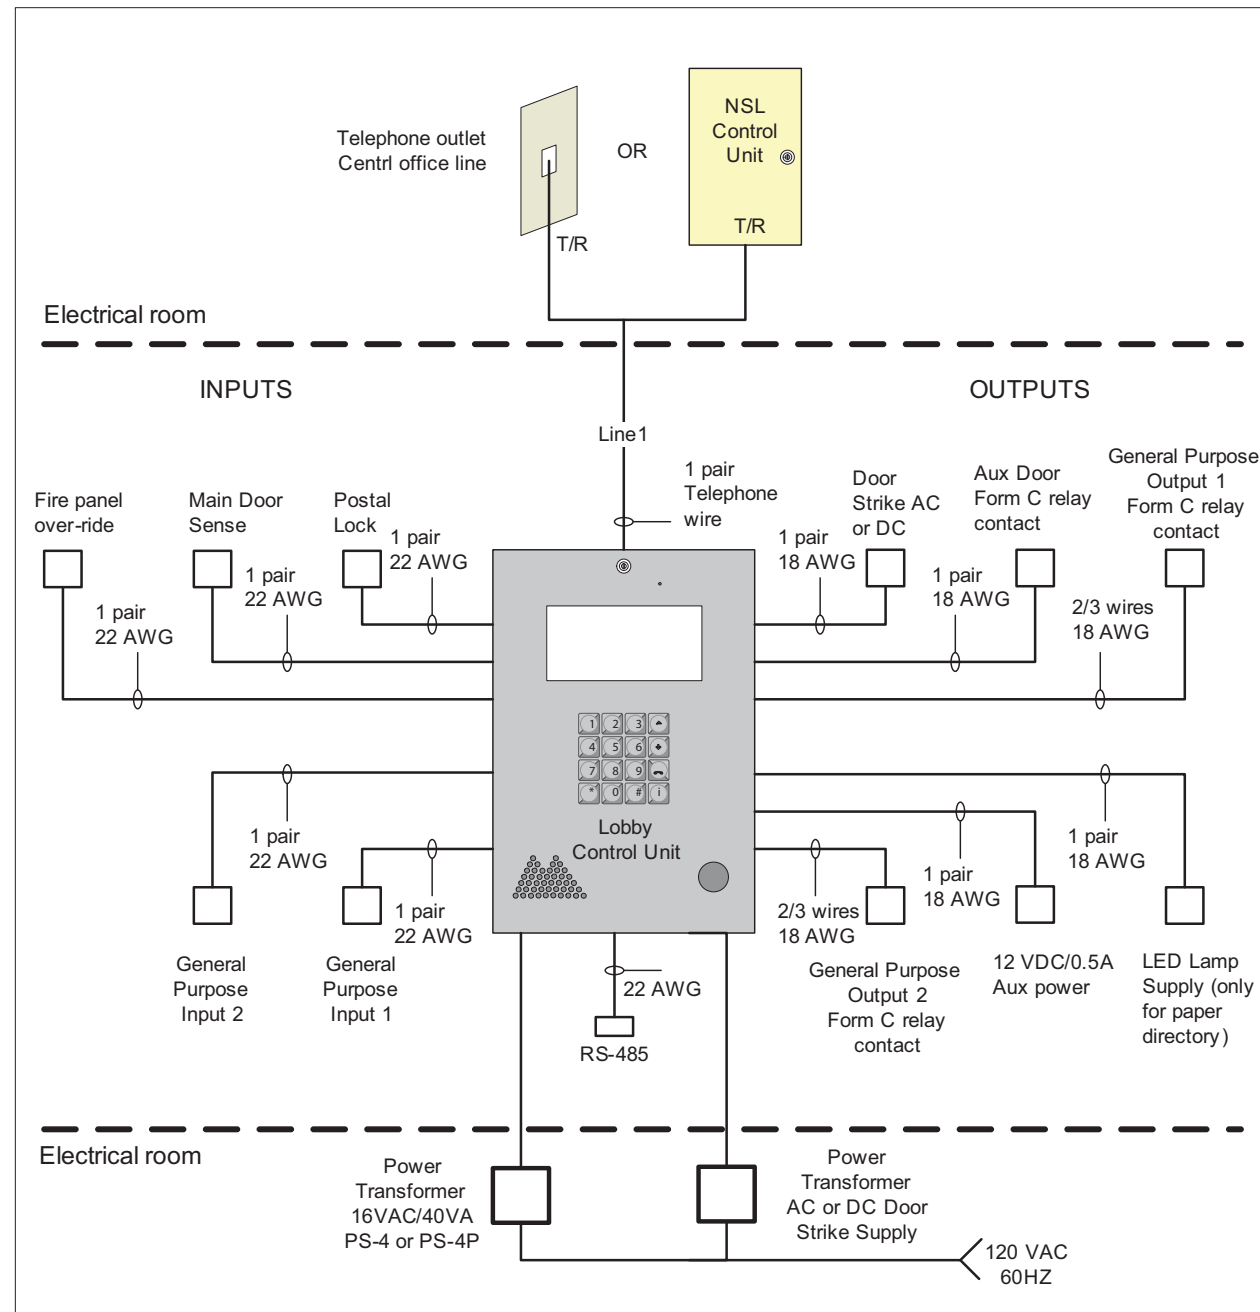 Telephone outlet
Centrl office line
OR
NSL
Control
Unit
T/R
T/R
Electrical room
INPUTS
OUTPUTS
Line1
1 pair
Telephone
wire
Fire panel
over-ride
Main Door
Sense
Postal
Lock
Door
Strike AC
or DC
Aux Door
Form C relay
contact
General Purpose
Output 1
Form C relay
contact
1 pair
22 AWG
1 pair
22 AWG
1 pair
22 AWG
1 pair
18 AWG
1 pair
18 AWG
2/3 wires
18 AWG
1 2 3
4 5 6
7 8 9
* 0 # i
Lobby
Control Unit
1 pair
22 AWG
1 pair
22 AWG
2/3 wires
18 AWG
1 pair
18 AWG
1 pair
18 AWG
General
Purpose
Input 2
General
Purpose
Input 1
22 AWG
RS-485
General Purpose
Output 2
Form C relay
contact
12 VDC/0.5A
Aux power
LED Lamp
Supply (only
for paper
directory)
Electrical room
Power
Transformer
16VAC/40VA
PS-4 or PS-4P
Power
Transformer
AC or DC Door
Strike Supply
120 VAC
60HZ